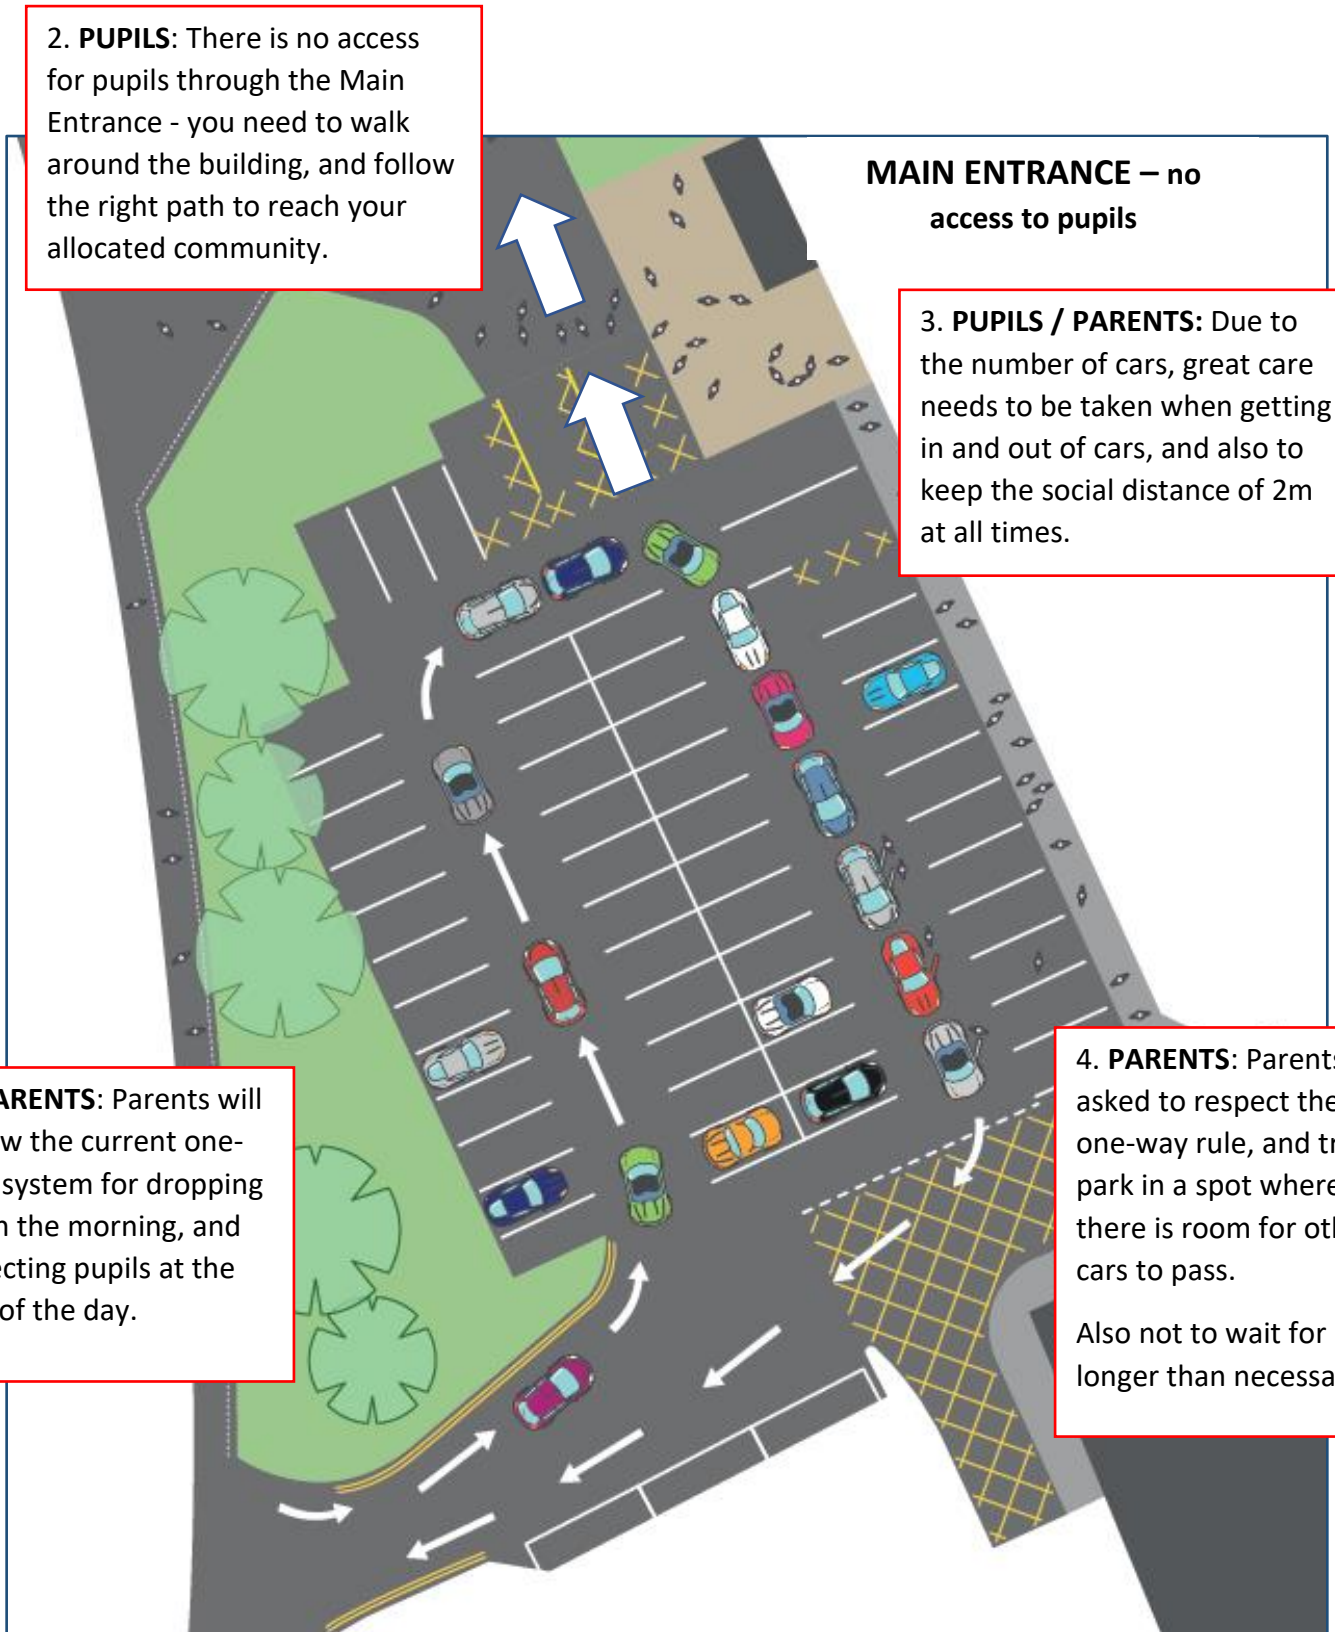 2. PUPILS: There is no access
for pupils through the Main
Entrance - you need to walk
around the building, and follow
the right path to reach your
allocated community.
MAIN ENTRANCE – no
access to pupils
3. PUPILS / PARENTS: Due to
the number of cars, great care
needs to be taken when getting
in and out of cars, and also to
keep the social distance of 2m
at all times.
ARENTS: Parents will
w the current one-
system for dropping
n the morning, and
ecting pupils at the
of the day.
4. PARENTS: Parents
asked to respect the
one-way rule, and tr
park in a spot where
there is room for oth
cars to pass.
Also not to wait for
longer than necessa